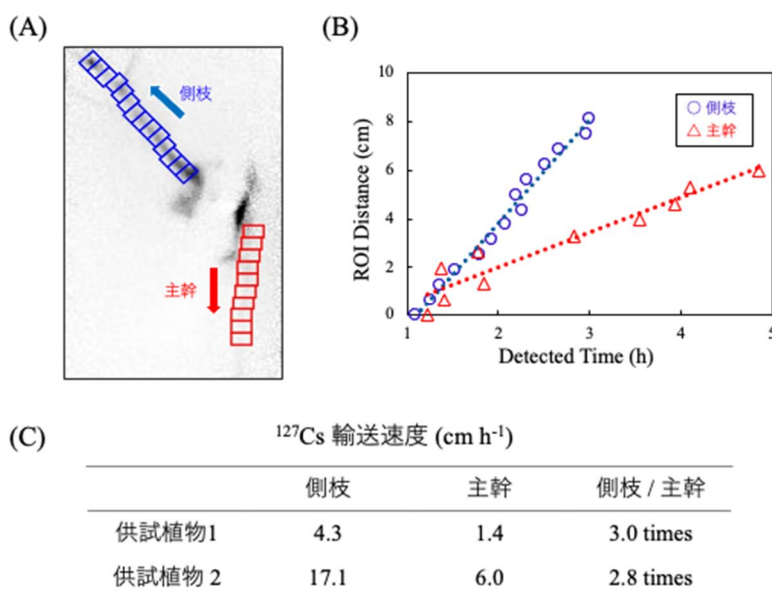 (A)
側枝
主幹
(B)
ROI Distance (cm)
10
8
6
4
2
0
側枝
主幹
1
2
3
4
5
Detected Time (h)
(C)
¹²⁷Cs 輸送速度 (cm h⁻¹)
側枝 主幹 側枝 / 主幹
供試植物1 4.3 1.4 3.0 times
供試植物 2 17.1 6.0 2.8 times